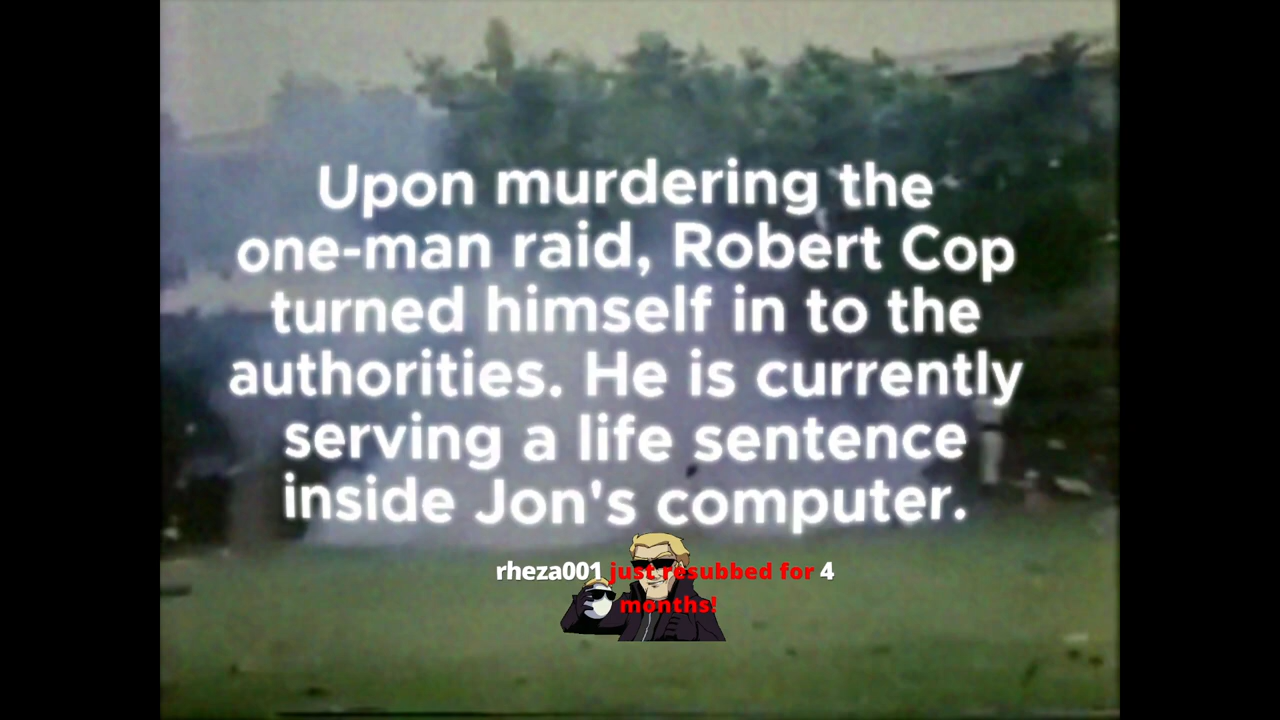 Upon murdering the
one-man raid, Robert Cop
turned himself in to the
authorities. He is currently
serving a life sentence
inside Jon's computer.
rheza001 just resubbed for 4
months!